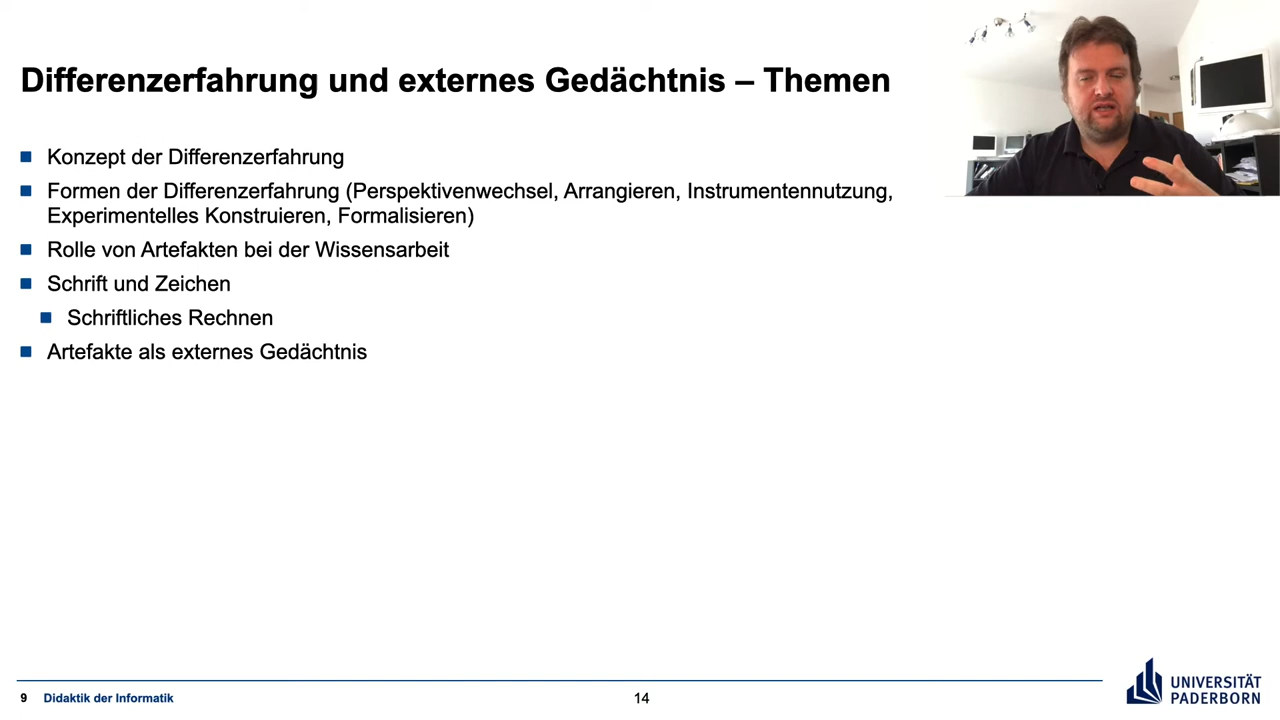 Differenzerfahrung und externes Gedächtnis – Themen
Konzept der Differenzerfahrung
Formen der Differenzerfahrung (Perspektivenwechsel, Arrangieren, Instrumentennutzung,
Experimentelles Konstruieren, Formalisieren)
Rolle von Artefakten bei der Wissensarbeit
Schrift und Zeichen
Schriftliches Rechnen
Artefakte als externes Gedächtnis
9 Didaktik der Informatik
14
UNIVERSITÄT
PADERBORN